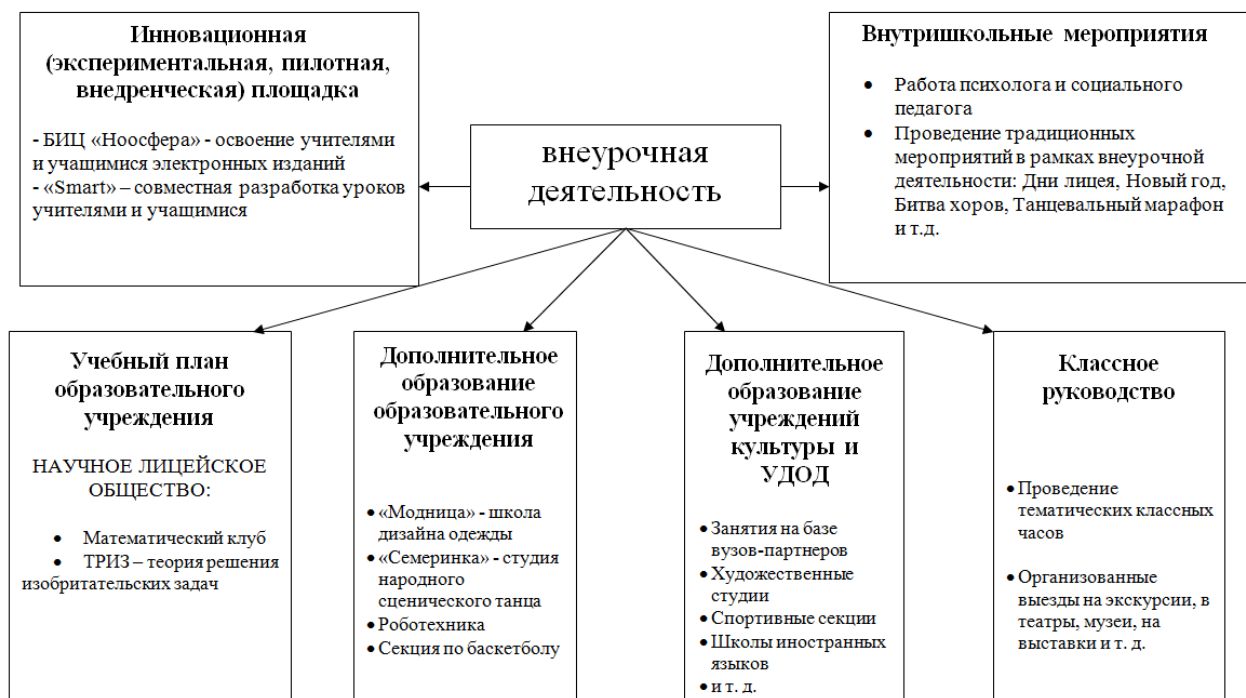 Инновационная
(экспериментальная, пилотная,
внедренческая) площадка
- БИЦ «Ноосфера» - освоение учителями
и учащимися электронных изданий
- «Smart» – совместная разработка уроков
учителями и учащимися
внеурочная
деятельность
Внутришкольные мероприятия
• Работа психолога и социального
педагога
• Проведение традиционных
мероприятий в рамках внеурочной
деятельности: Дни лицея, Новый год,
Битва хоров, Танцевальный марафон
и т.д.
Учебный план
образовательного
учреждения
НАУЧНОЕ ЛИЦЕЙСКОЕ
ОБЩЕСТВО:
• Математический клуб
• ТРИЗ – теория решения
изобритательских задач
Дополнительное
образование
образовательного
учреждения
• «Модница» - школа
дизайна одежды
• «Семеринка» - студия
народного
сценического танца
• Роботехника
• Секция по баскетболу
Дополнительное
образование
учреждений
культуры и
УДОД
• Занятия на базе
вузов-партнеров
• Художественные
студии
• Спортивные секции
• Школы иностранных
языков
• и т. д.
Классное
руководство
• Проведение
тематических классных
часов
• Организованные
выезды на экскурсии, в
театры, музеи, на
выставки и т. д.